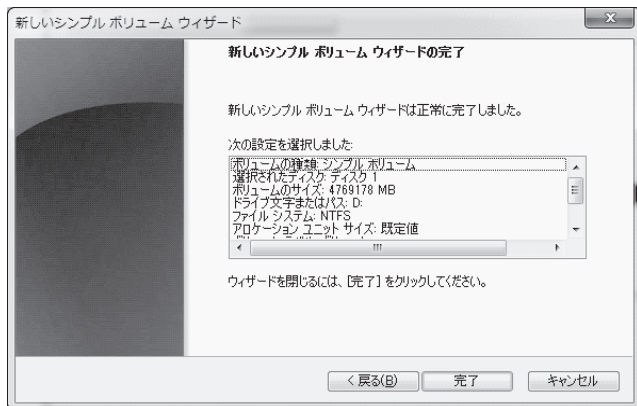 新しいシンプル ボリューム ウィザード
新しいシンプル ボリューム ウィザードの完了
新しいシンプル ボリューム ウィザードは正常に完了しました。
次の設定を選択しました:
ボリュームの種類: シンプル ボリューム
選択されたディスク: ディスク 1
ボリュームのサイズ: 4769178 MB
ドライブ文字またはパス: D:
ファイル システム: NTFS
アロケーション ユニット サイズ: 既定値
ウィザードを閉じるには、[完了] をクリックしてください。
< 戻る(B)
完了
キャンセル